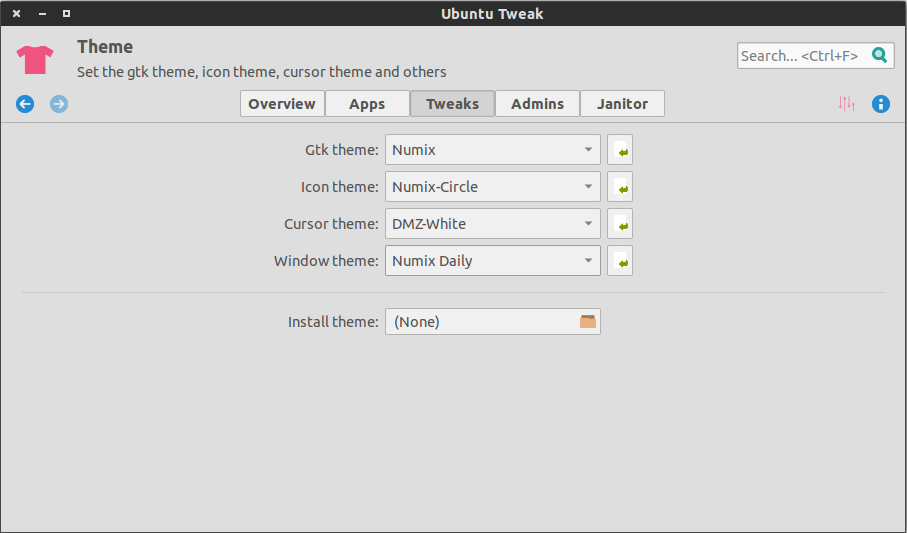 Ubuntu Tweak
Theme
Set the gtk theme, icon theme, cursor theme and others
Search... <Ctrl+F>
Overview Apps Tweaks Admins Janitor
Gtk theme: Numix
Icon theme: Numix-Circle
Cursor theme: DMZ-White
Window theme: Numix Daily
Install theme: (None)